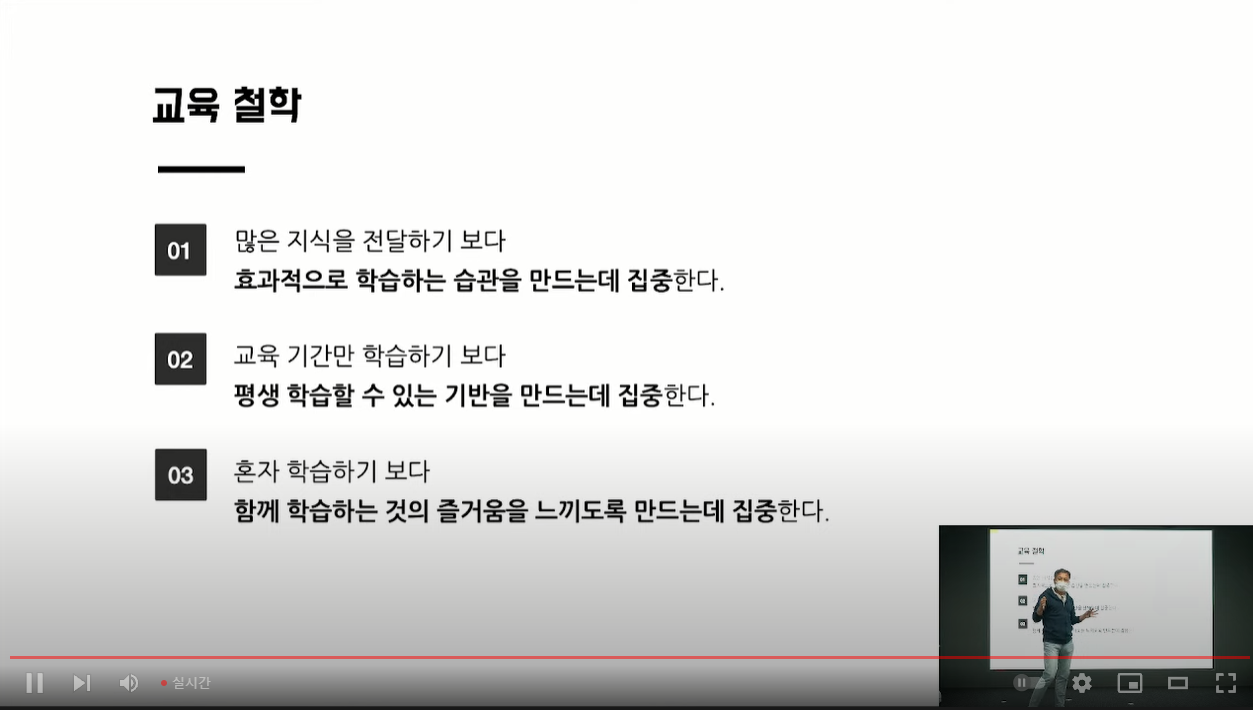 교육 철학
01
많은 지식을 전달하기 보다
효과적으로 학습하는 습관을 만드는데 집중한다.
02
교육 기간만 학습하기 보다
평생 학습할 수 있는 기반을 만드는데 집중한다.
03
혼자 학습하기 보다
함께 학습하는 것의 즐거움을 느끼도록 만드는데 집중한다.
교육 철학
실시간